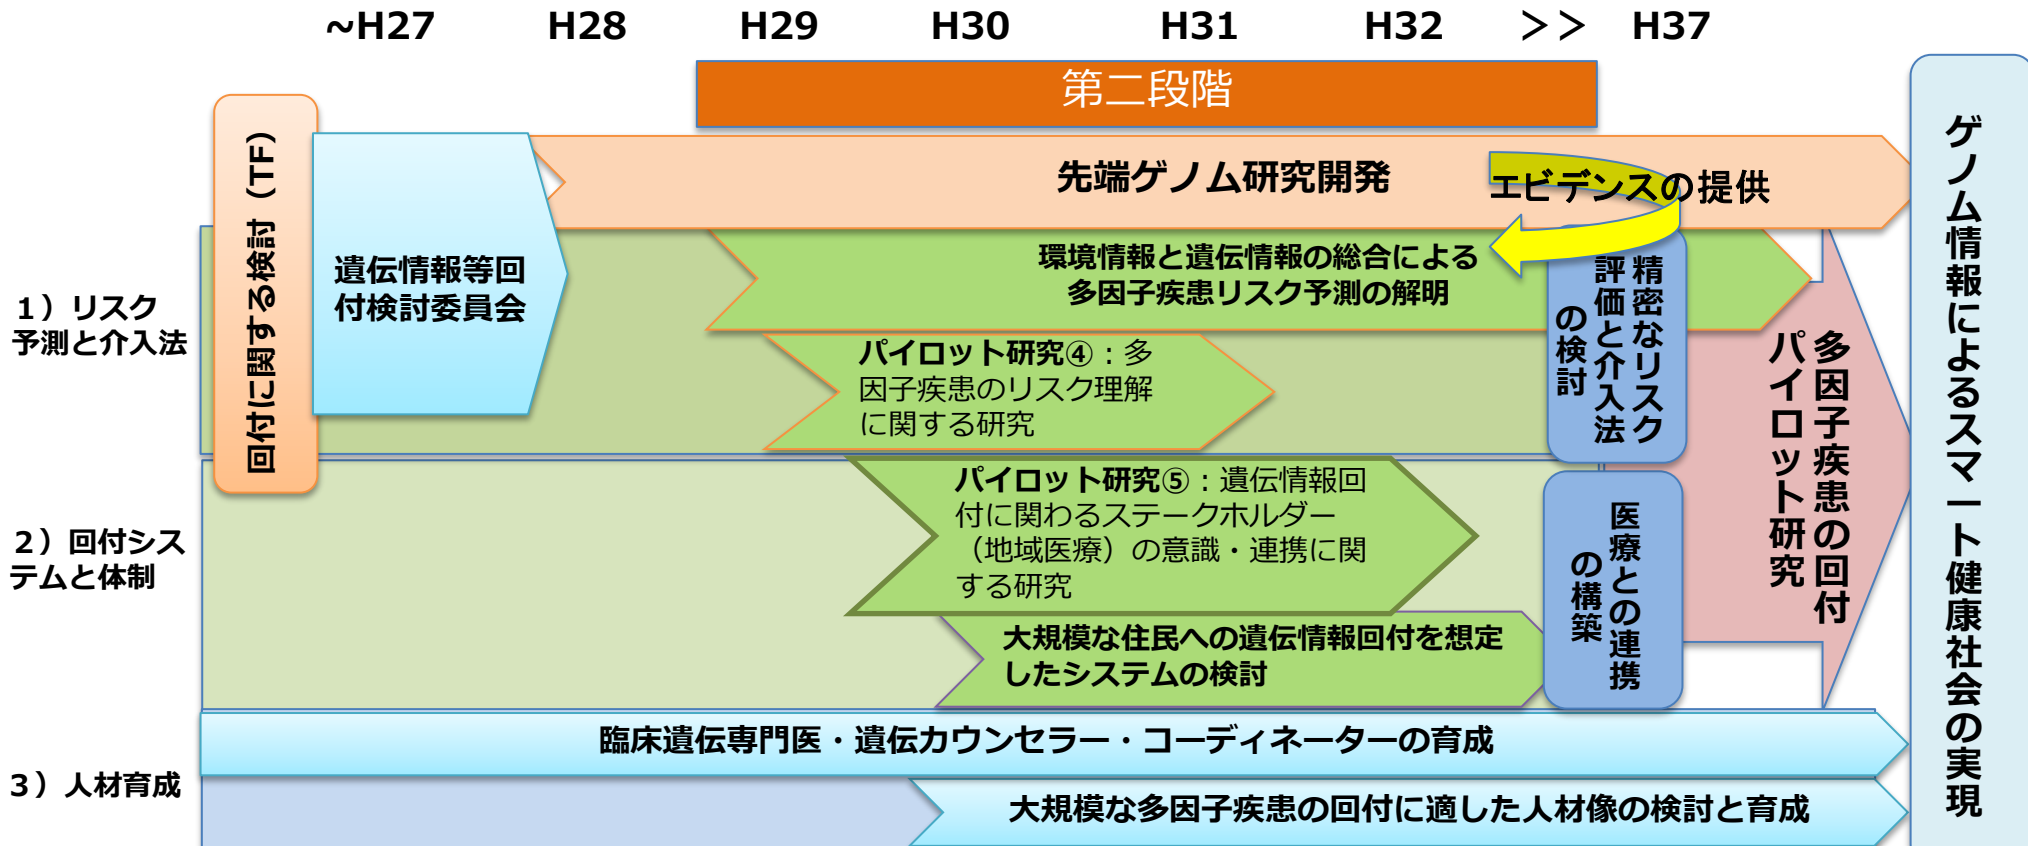 ~H27 H28 H29 H30 H31 H32 ＞＞ H37
第二段階
回付に関する検討（TF）
遺伝情報等回
付検討委員会
先端ゲノム研究開発
エビデンスの提供
１）リスク
予測と介入法
環境情報と遺伝情報の総合による
多因子疾患リスク予測の解明
パイロット研究④：多
因子疾患のリスク理解
に関する研究
精密なリスク
評価と介入法
の検討
２）回付シス
テムと体制
パイロット研究⑤：遺伝情報回
付に関わるステークホルダー
（地域医療）の意識・連携に関
する研究
大規模な住民への遺伝情報回付を想定
したシステムの検討
医療との連携
の構築
多因子疾患の回付
パイロット研究
３）人材育成
臨床遺伝専門医・遺伝カウンセラー・コーディネーターの育成
大規模な多因子疾患の回付に適した人材像の検討と育成
ゲノム情報によるスマート健康社会の実現